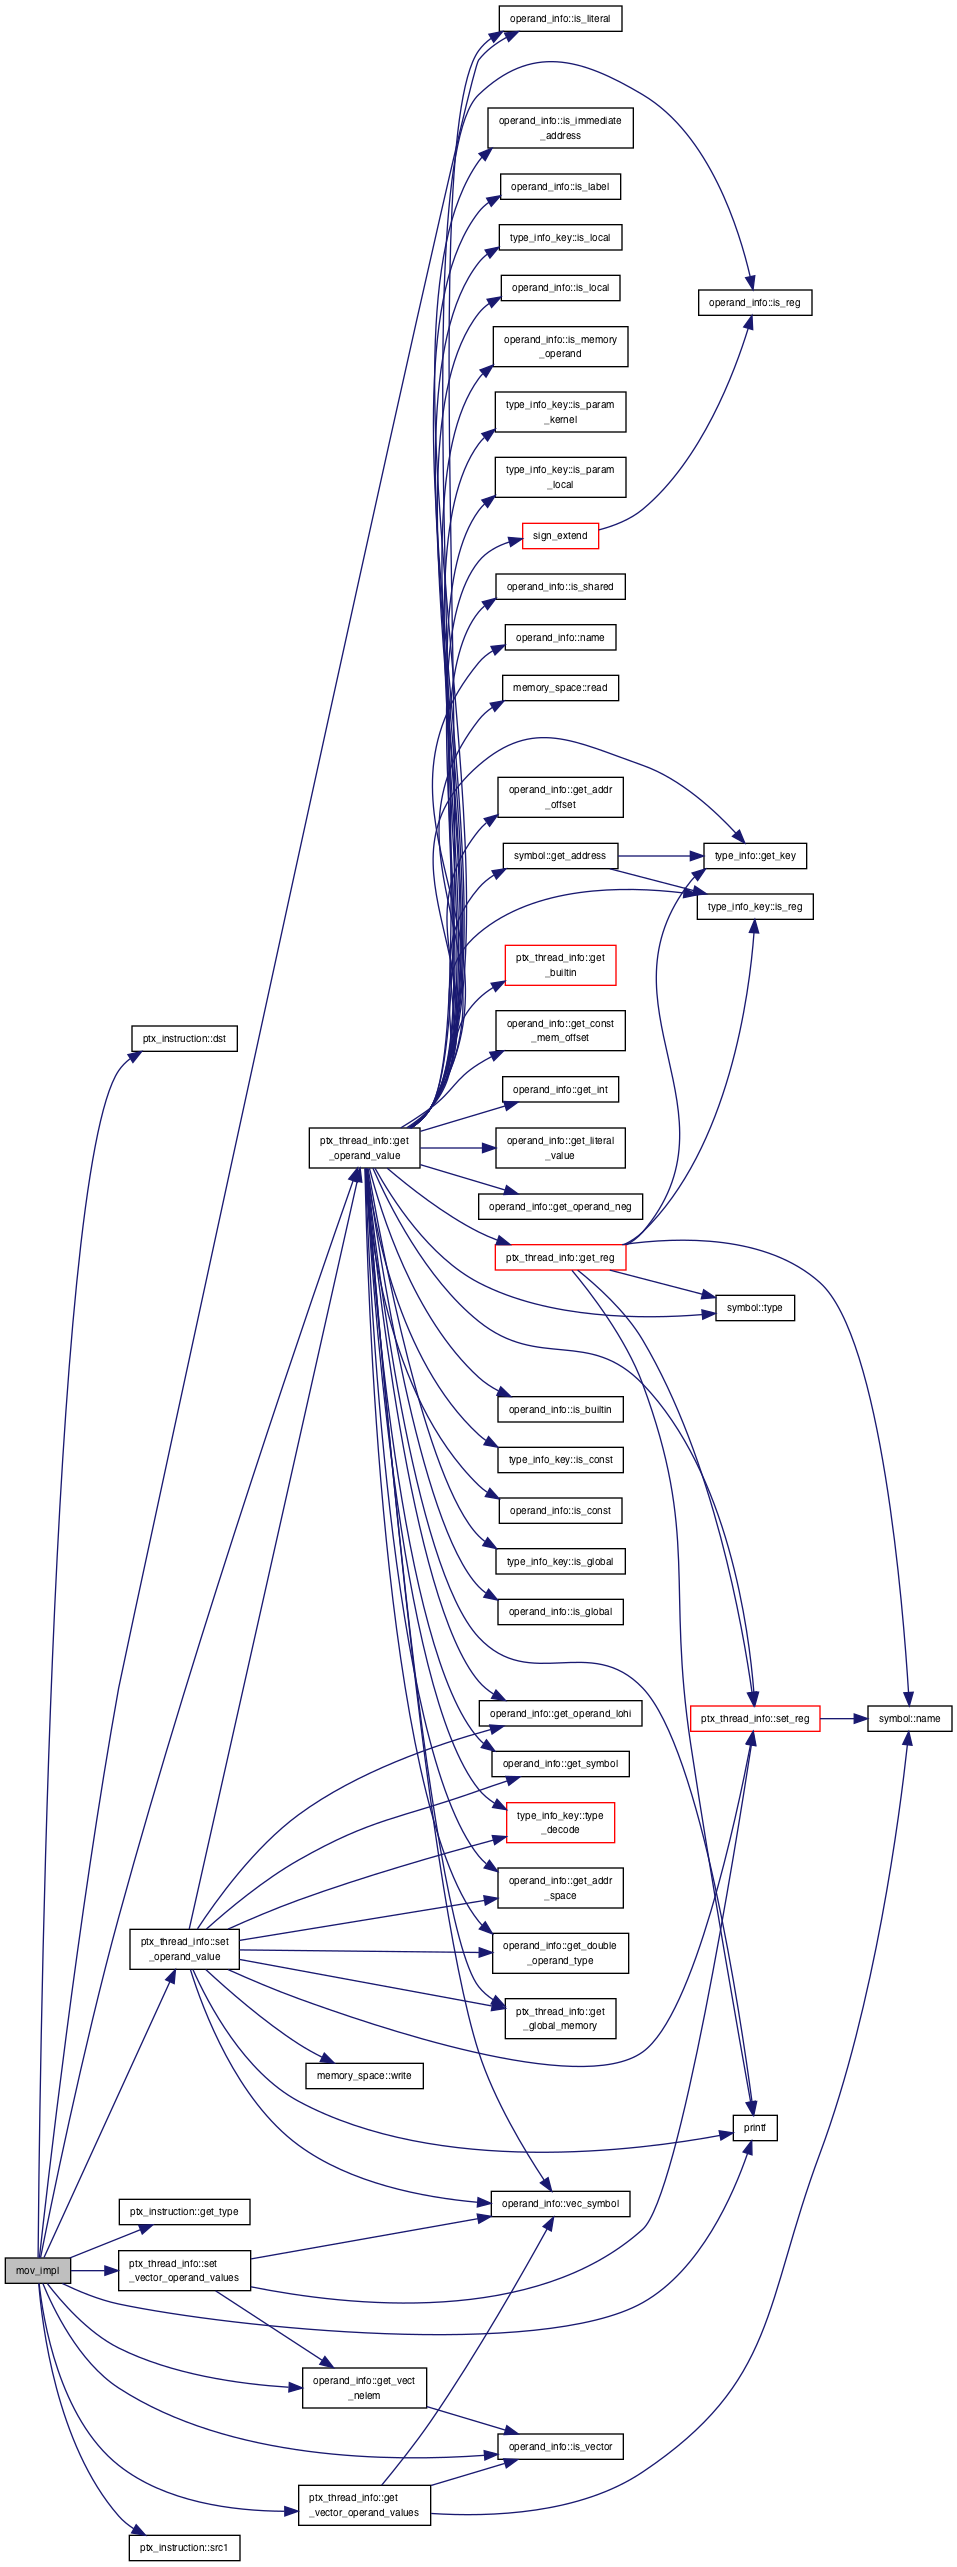 operand_info::is_literal
operand_info::is_immediate
_address
operand_info::is_label
type_info_key::is_local
operand_info::is_local
operand_info::is_reg
operand_info::is_memory
_operand
type_info_key::is_param
_kernel
type_info_key::is_param
_local
sign_extend
operand_info::is_shared
operand_info::name
memory_space::read
operand_info::get_addr
_offset
symbol::get_address
type_info::get_key
type_info_key::is_reg
ptx_thread_info::get
_builtin
operand_info::get_const
_mem_offset
ptx_instruction::dst
operand_info::get_int
ptx_thread_info::get
_operand_value
operand_info::get_literal
_value
operand_info::get_operand_neg
ptx_thread_info::get_reg
symbol::type
operand_info::is_builtin
type_info_key::is_const
operand_info::is_const
type_info_key::is_global
operand_info::is_global
operand_info::get_operand_lohi
ptx_thread_info::set_reg
symbol::name
operand_info::get_symbol
type_info_key::type
_decode
operand_info::get_addr
_space
ptx_thread_info::set
_operand_value
operand_info::get_double
_operand_type
ptx_thread_info::get
_global_memory
memory_space::write
printf
operand_info::vec_symbol
ptx_instruction::get_type
mov_impl
ptx_thread_info::set
_vector_operand_values
operand_info::get_vect
_nelem
operand_info::is_vector
ptx_thread_info::get
_vector_operand_values
ptx_instruction::src1